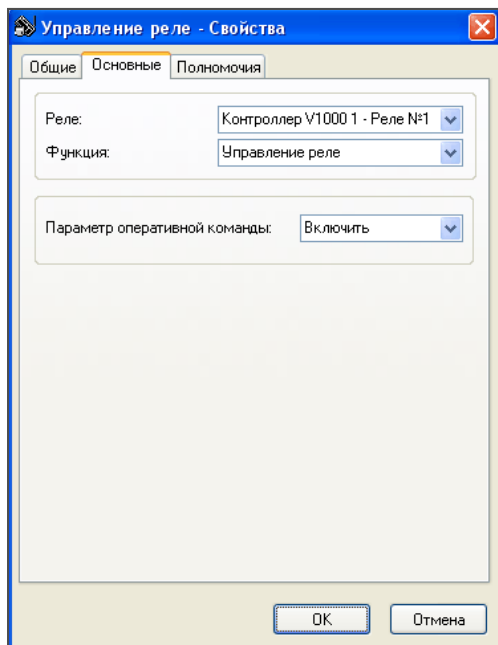 Управление реле - Свойства
Общие Основные Полномочия
Реле: Контроллер V1000 1 - Реле №1
Функция: Управление реле
Параметр оперативной команды: Включить
OK Отмена